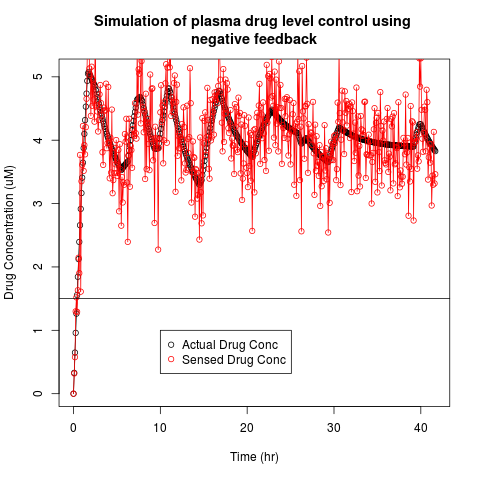 Simulation of plasma drug level control using
negative feedback
Drug Concentration (uM)
5
4
3
2
1
0
Actual Drug Conc
Sensed Drug Conc
0 10 20 30 40
Time (hr)